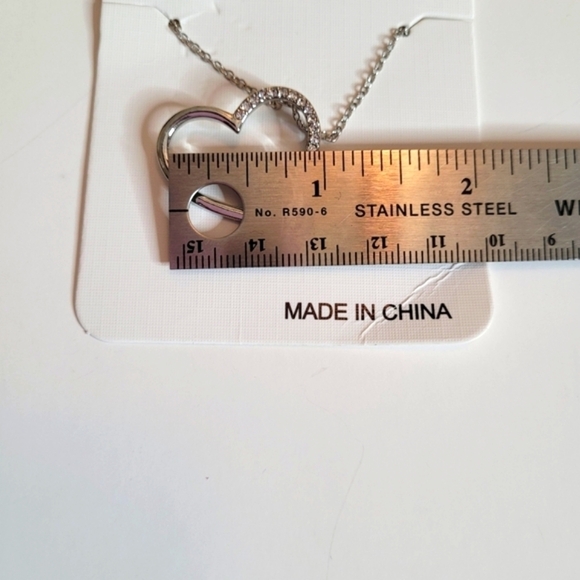 1 2
No. R590-6 STAINLESS STEEL
15 14 13 12 11 10 9
MADE IN CHINA